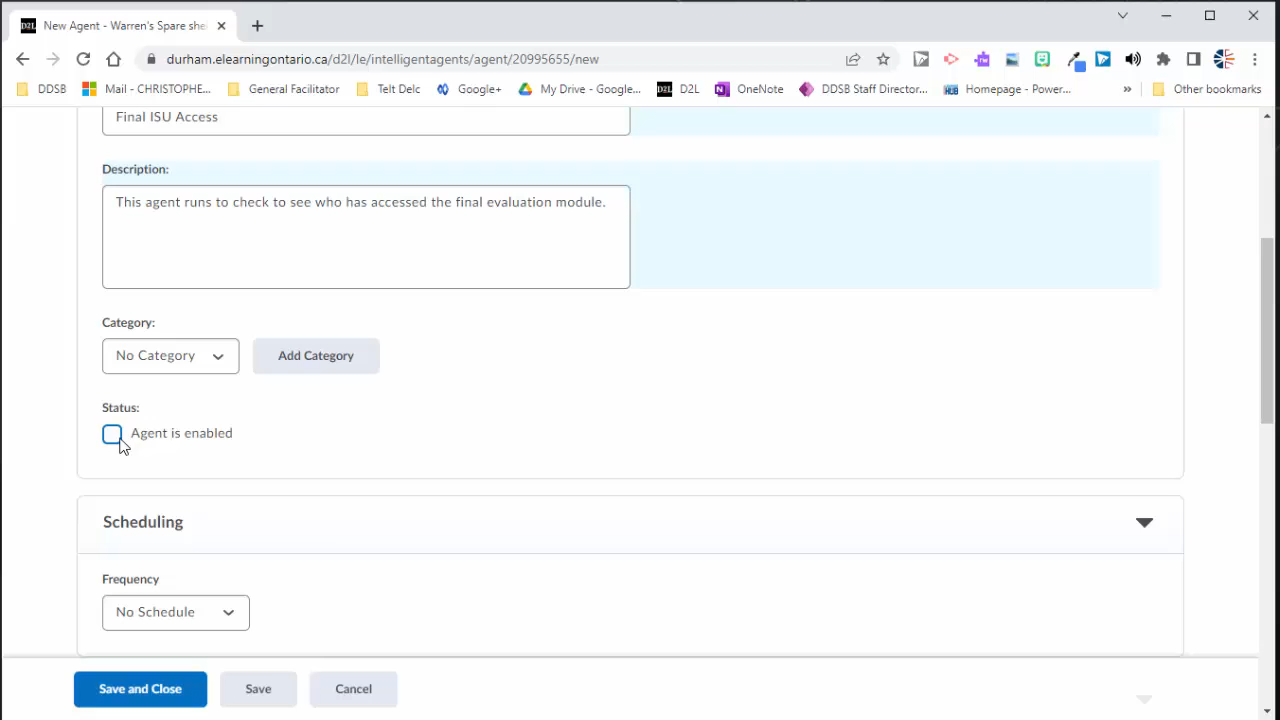 D2L New Agent - Warren's Spare she
durham.elearningontario.ca/d2l/le/intelligentagents/agent/20995655/new
DDSB Mail - CHRISTOPHE... General Facilitator Telt Delc Google+ My Drive - Google... D2L D2L OneNote DDSB Staff Director... HUB Homepage - Power... » Other bookmarks
Final ISU Access
Description:
This agent runs to check to see who has accessed the final evaluation module.
Category:
No Category Add Category
Status:
Agent is enabled
Scheduling
Frequency
No Schedule
Save and Close Save Cancel